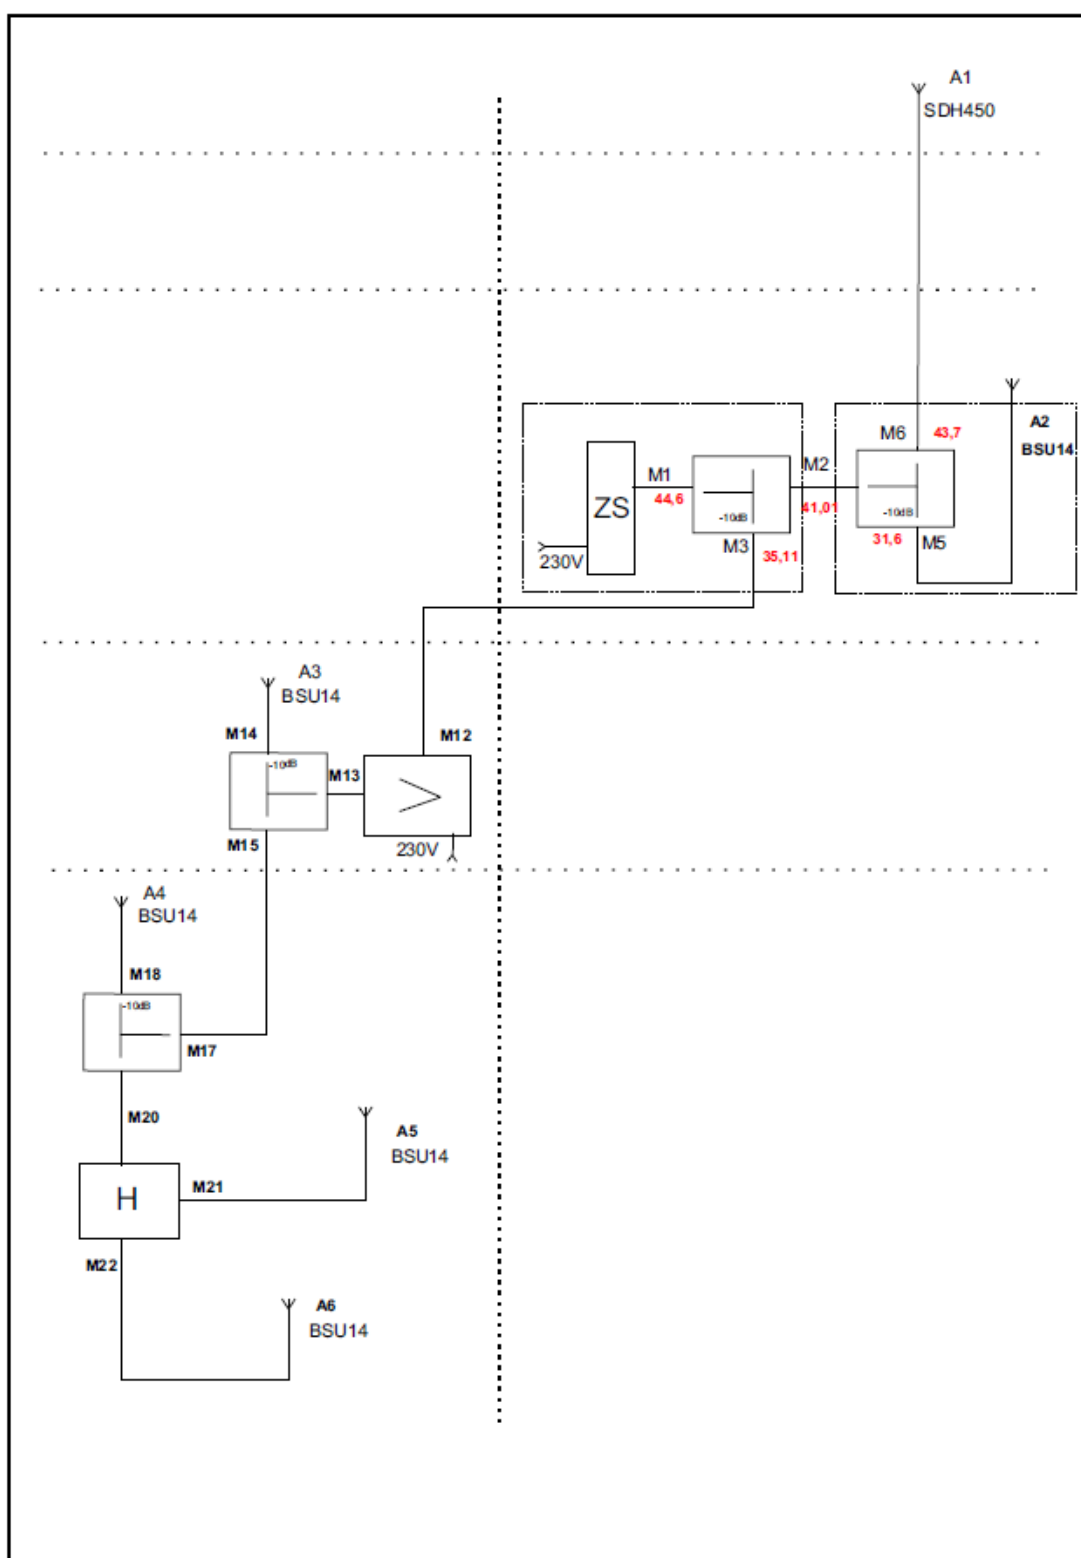 A1
SDH450
A2
BSU14
M6
43,7
M1
44,6
ZS
-10dB
M2
41,01
-10dB
230V
M3
35,11
31,6
M5
A3
BSU14
M14
M12
-10dB
M13
M15
230V
A4
BSU14
M18
-10dB
M17
M20
A5
BSU14
H
M21
M22
A6
BSU14